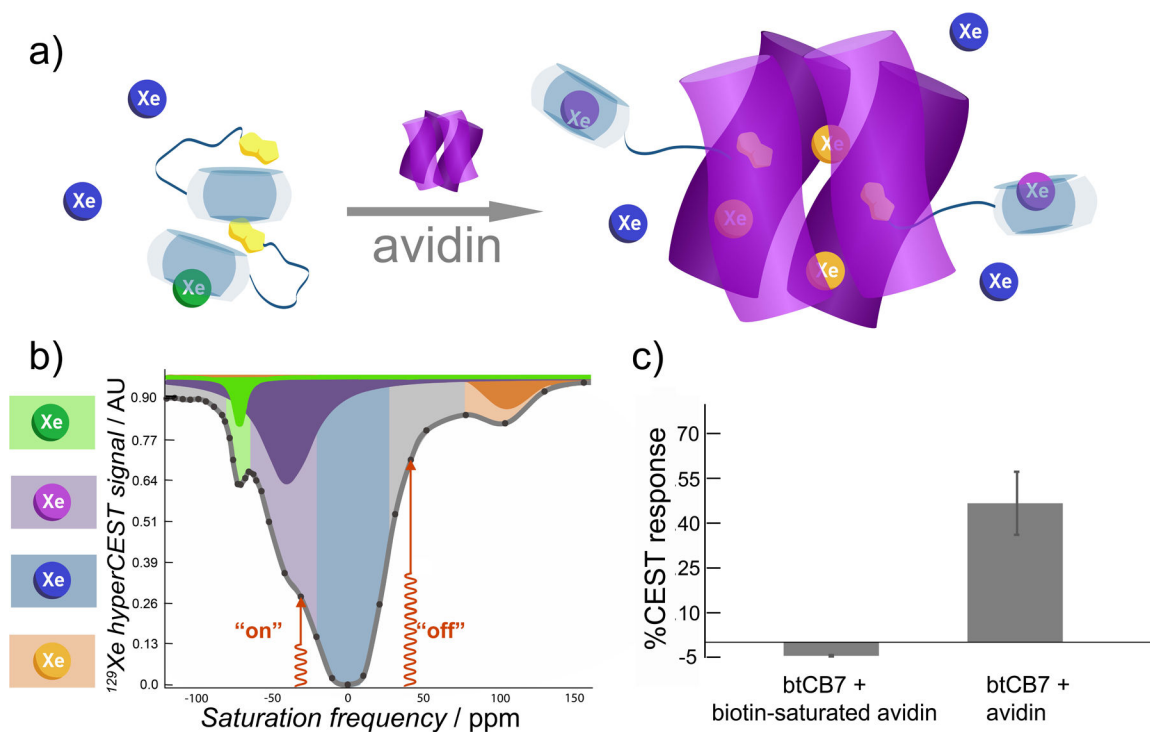 a)
Xe
Xe
Xe
avidin
Xe
Xe
Xe
Xe
Xe
Xe
Xe
Xe
b)
Xe
Xe
Xe
Xe
129Xe hyperCEST signal / AU
0.90
0.77
0.64
0.51
0.39
0.26
0.13
0.0
"on"
"off"
-100
-50
0
50
100
150
Saturation frequency / ppm
c)
%CEST response
70
.55
.40
.25
.10
-5
btCB7 +
biotin-saturated avidin
btCB7 +
avidin